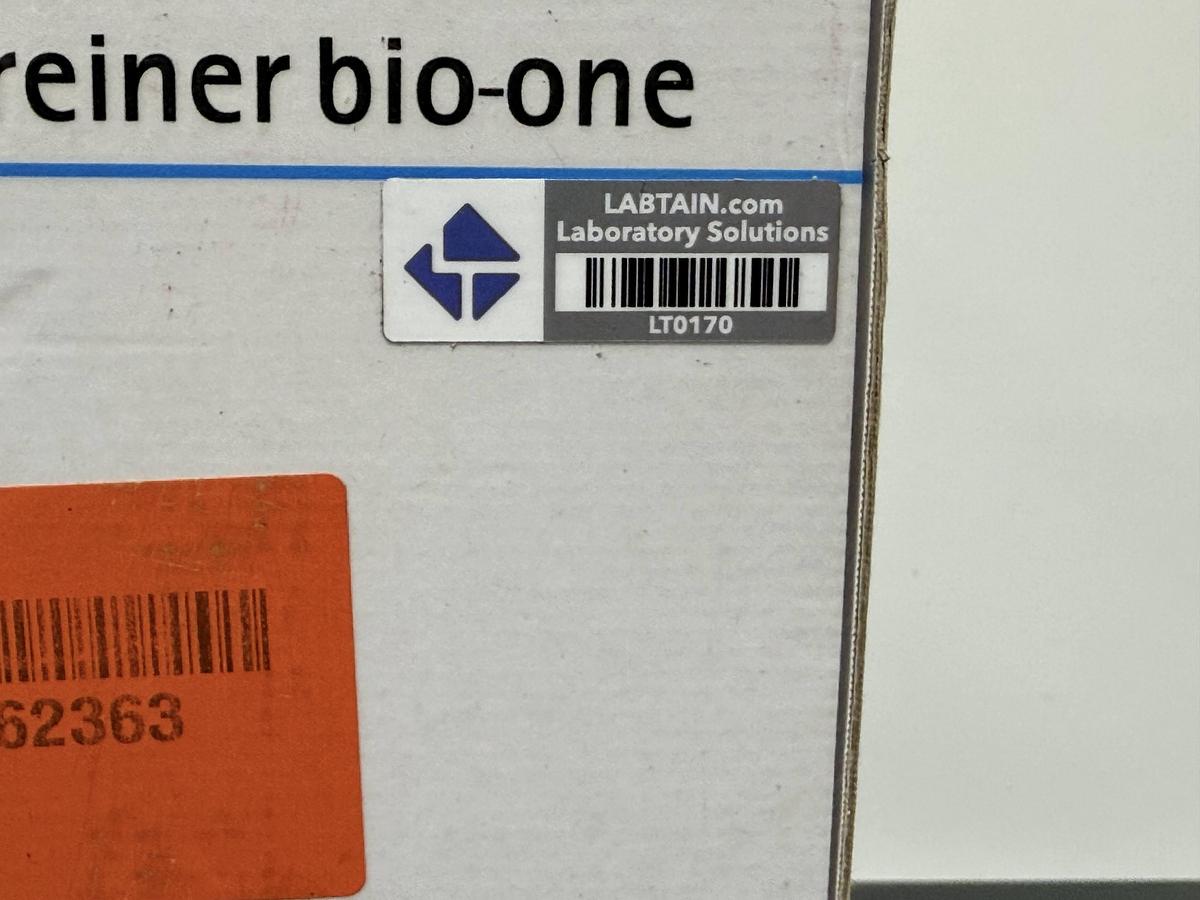 reiner bio-one
LABTAIN.com
Laboratory Solutions
LT0170
62363